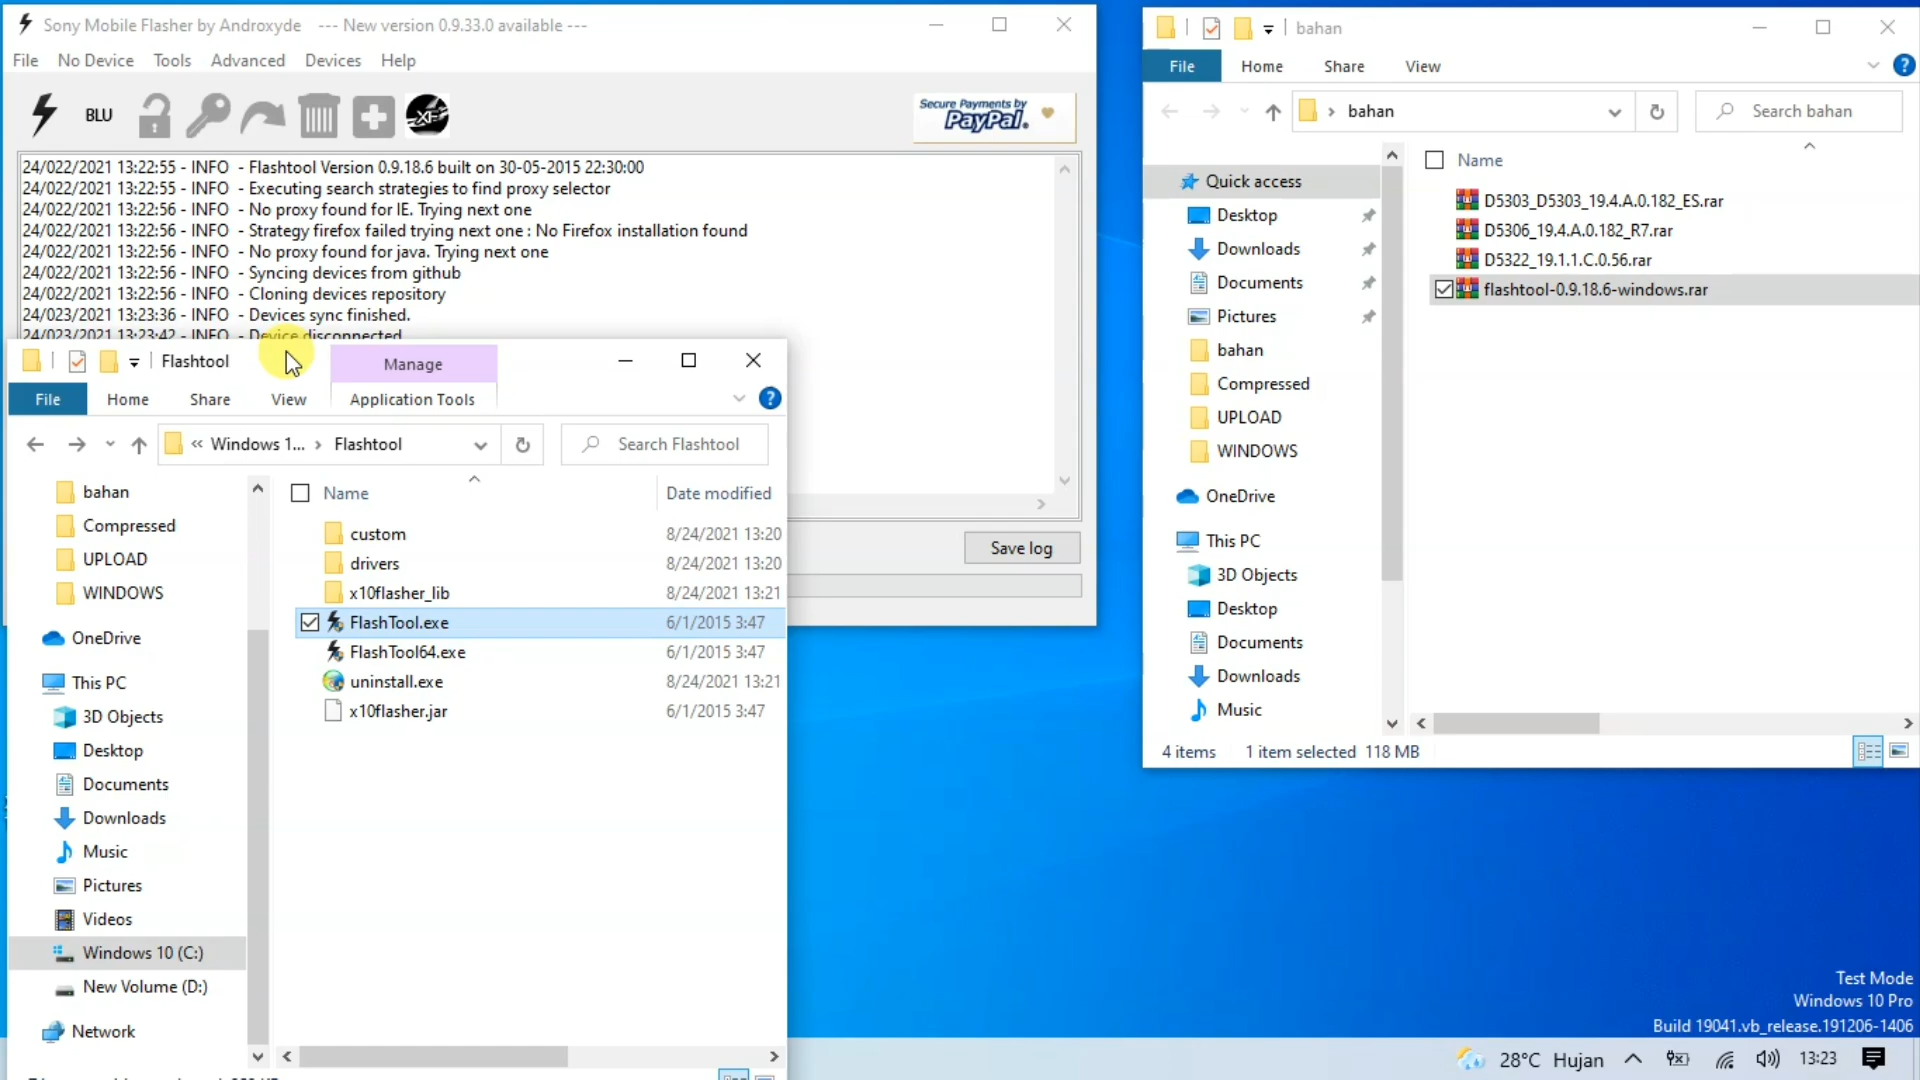 Sony Mobile Flasher by Androxyde --- New version 0.9.33.0 available ---
File No Device Tools Advanced Devices Help
BLU
XF
Secure Payments by
PayPal.
24/022/2021 13:22:55 - INFO - Flashtool Version 0.9.18.6 built on 30-05-2015 22:30:00
24/022/2021 13:22:55 - INFO - Executing search strategies to find proxy selector
24/022/2021 13:22:56 - INFO - No proxy found for IE. Trying next one
24/022/2021 13:22:56 - INFO - Strategy firefox failed trying next one : No Firefox installation found
24/022/2021 13:22:56 - INFO - No proxy found for java. Trying next one
24/022/2021 13:22:56 - INFO - Syncing devices from github
24/022/2021 13:22:56 - INFO - Cloning devices repository
24/023/2021 13:23:36 - INFO - Devices sync finished.
24/023/2021 13:23:42 - INFO - Device disconnected
Save log
Flashtool
Manage
File Home Share View Application Tools
« Windows 1... › Flashtool
Search Flashtool
bahan
Compressed
UPLOAD
WINDOWS
OneDrive
This PC
3D Objects
Desktop
Documents
Downloads
Music
Pictures
Videos
Windows 10 (C:)
New Volume (D:)
Network
Name Date modified
custom 8/24/2021 13:20
drivers 8/24/2021 13:20
x10flasher_lib 8/24/2021 13:21
FlashTool.exe 6/1/2015 3:47
FlashTool64.exe 6/1/2015 3:47
uninstall.exe 8/24/2021 13:21
x10flasher.jar 6/1/2015 3:47
bahan
File Home Share View
› bahan
Search bahan
Quick access
Desktop
Downloads
Documents
Pictures
bahan
Compressed
UPLOAD
WINDOWS
OneDrive
This PC
3D Objects
Desktop
Documents
Downloads
Music
Name
D5303_D5303_19.4.A.0.182_ES.rar
D5306_19.4.A.0.182_R7.rar
D5322_19.1.1.C.0.56.rar
flashtool-0.9.18.6-windows.rar
4 items 1 item selected 118 MB
Test Mode
Windows 10 Pro
Build 19041.vb_release.191206-1406
28°C Hujan 13:23